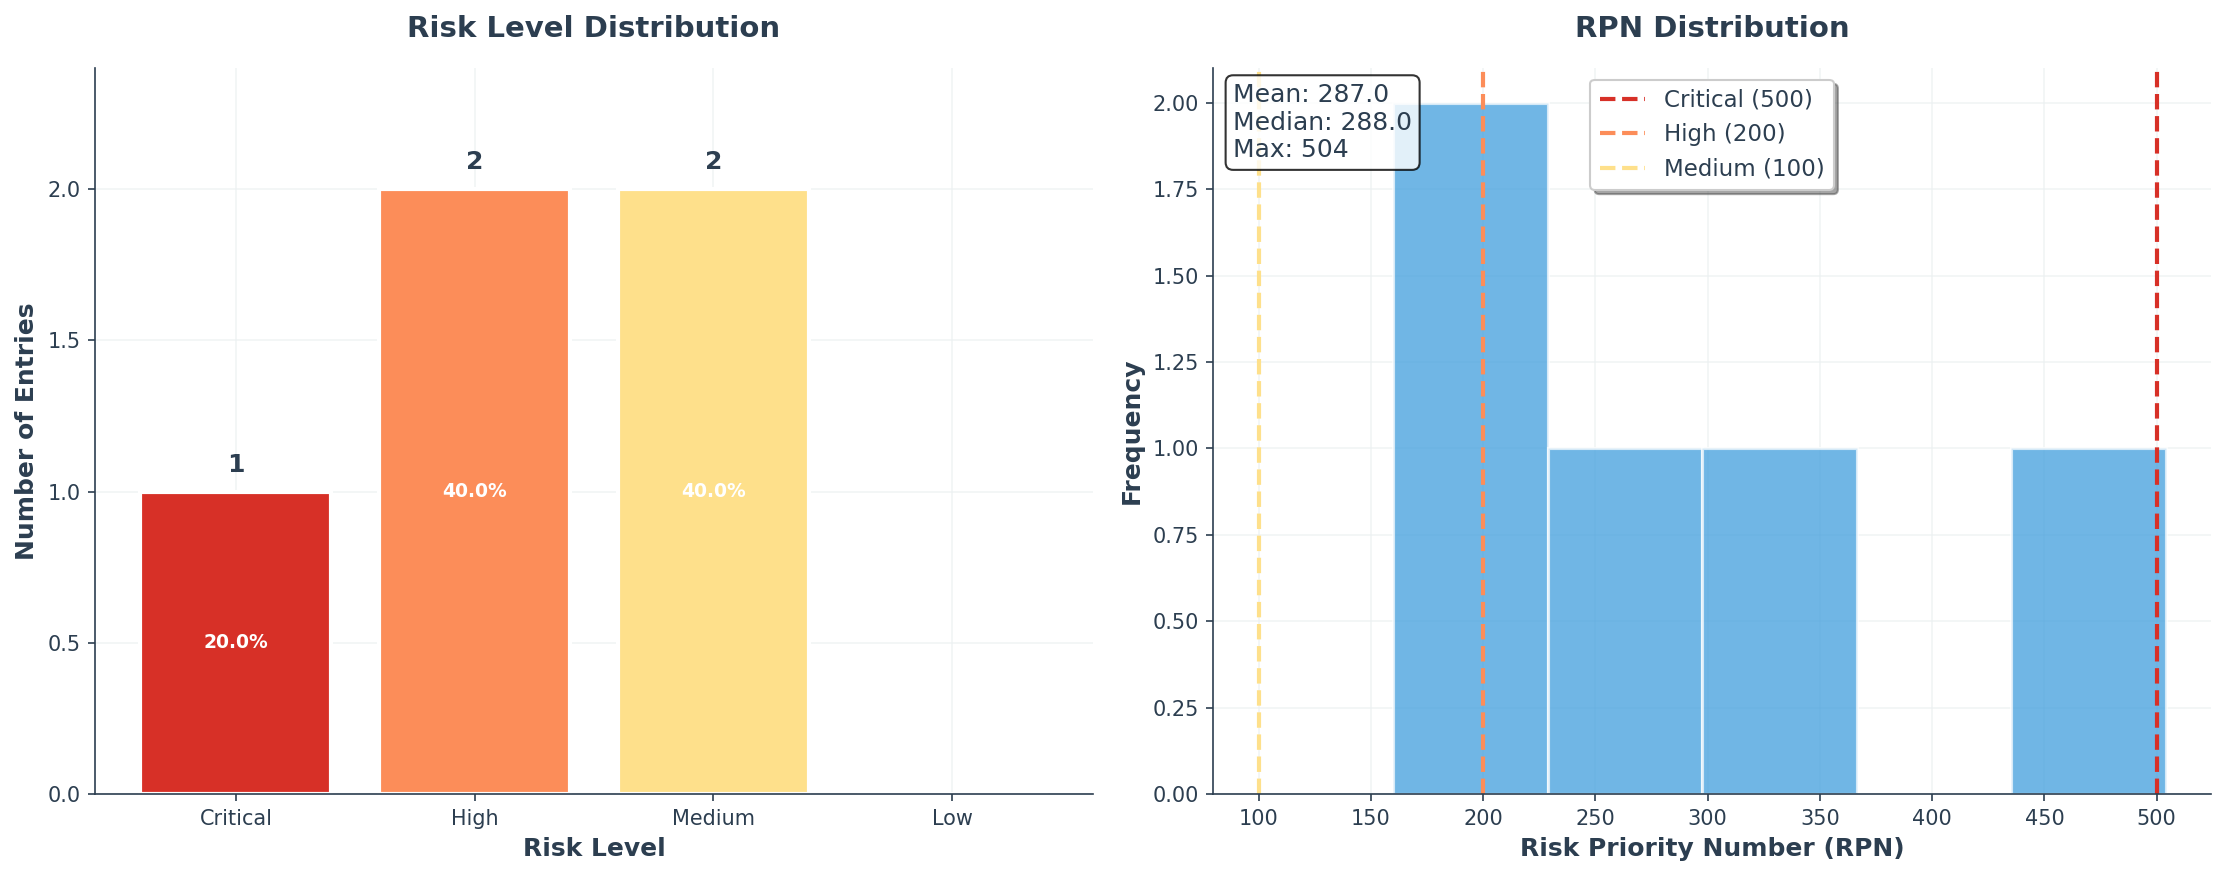 Risk Level Distribution
Number of Entries
2.0
1.5
1.0
0.5
0.0
1
2
2
20.0%
40.0%
40.0%
Critical
High
Medium
Low
Risk Level
RPN Distribution
Frequency
2.00
1.75
1.50
1.25
1.00
0.75
0.50
0.25
0.00
Mean: 287.0
Median: 288.0
Max: 504
Critical (500)
High (200)
Medium (100)
100
150
200
250
300
350
400
450
500
Risk Priority Number (RPN)